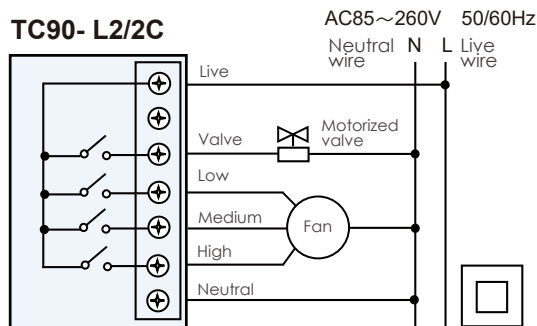 TC90- L2/2C
AC85～260V 50/60Hz
Neutral wire N L Live wire
Live
Valve
Motorized valve
Low
Medium
Fan
High
Neutral